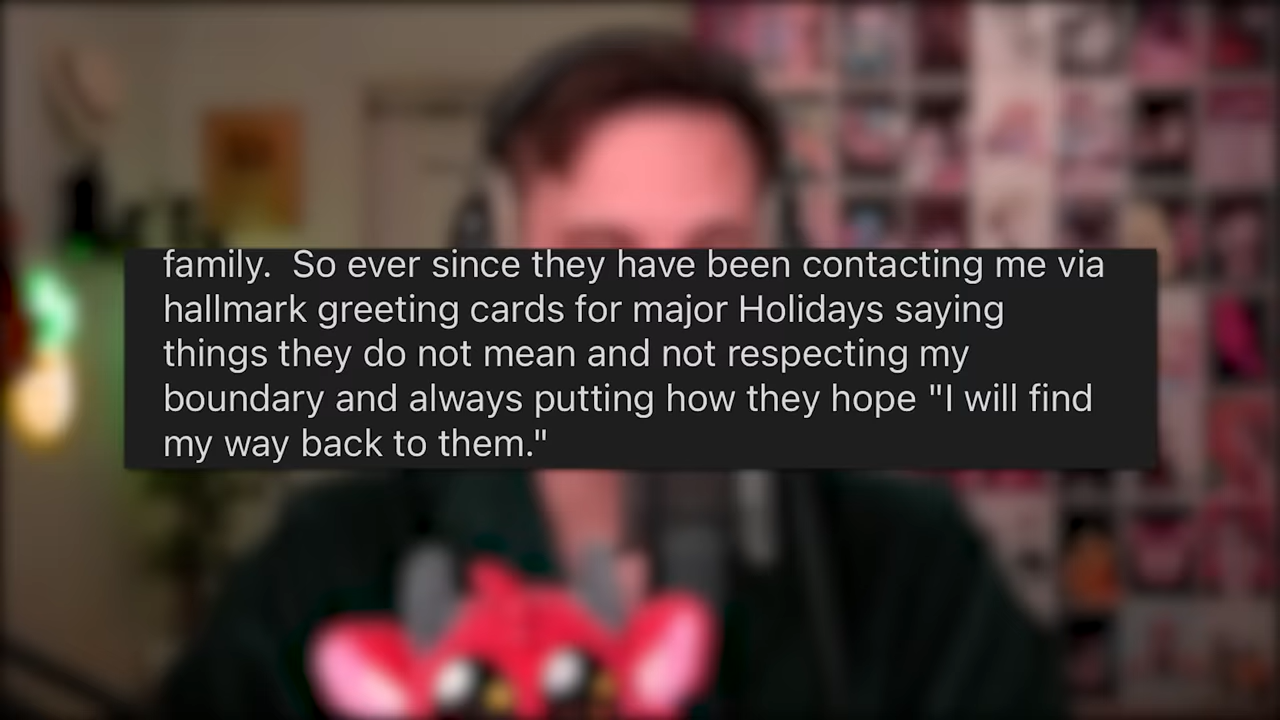 family.  So ever since they have been contacting me via
hallmark greeting cards for major Holidays saying
things they do not mean and not respecting my
boundary and always putting how they hope "I will find
my way back to them."